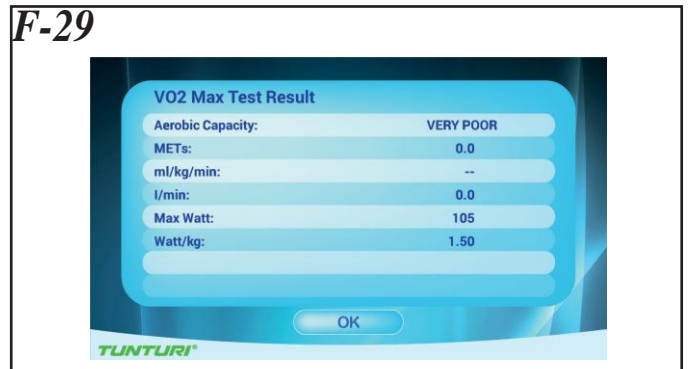 F-29
VO2 Max Test Result
Aerobic Capacity: VERY POOR
METs: 0.0
ml/kg/min: --
l/min: 0.0
Max Watt: 105
Watt/kg: 1.50
OK
TUNTURI®